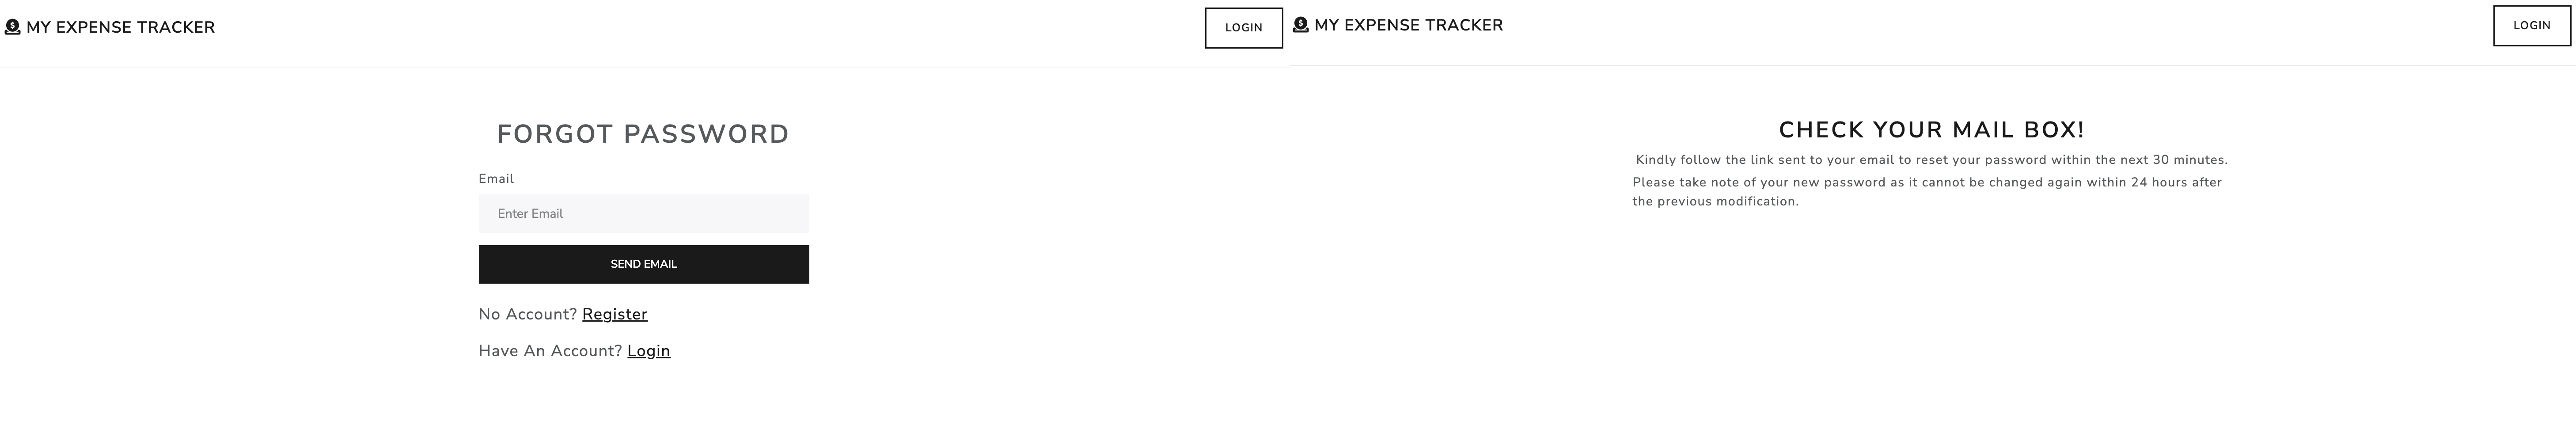 MY EXPENSE TRACKER
LOGIN
FORGOT PASSWORD
Email
Enter Email
SEND EMAIL
No Account? Register
Have An Account? Login
MY EXPENSE TRACKER
LOGIN
CHECK YOUR MAIL BOX!
Kindly follow the link sent to your email to reset your password within the next 30 minutes.
Please take note of your new password as it cannot be changed again within 24 hours after
the previous modification.